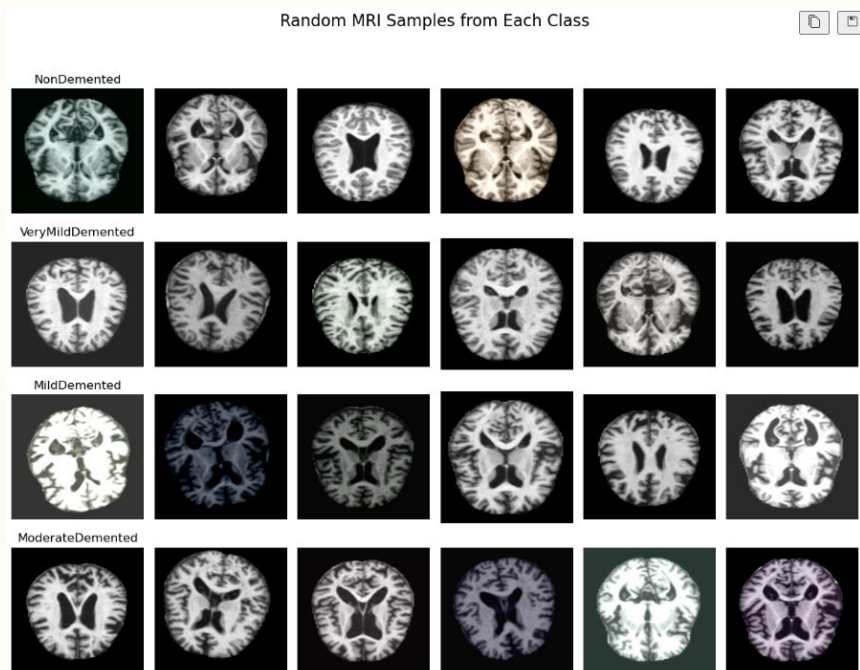 Random MRI Samples from Each Class
NonDemented
VeryMildDemented
MildDemented
ModerateDemented